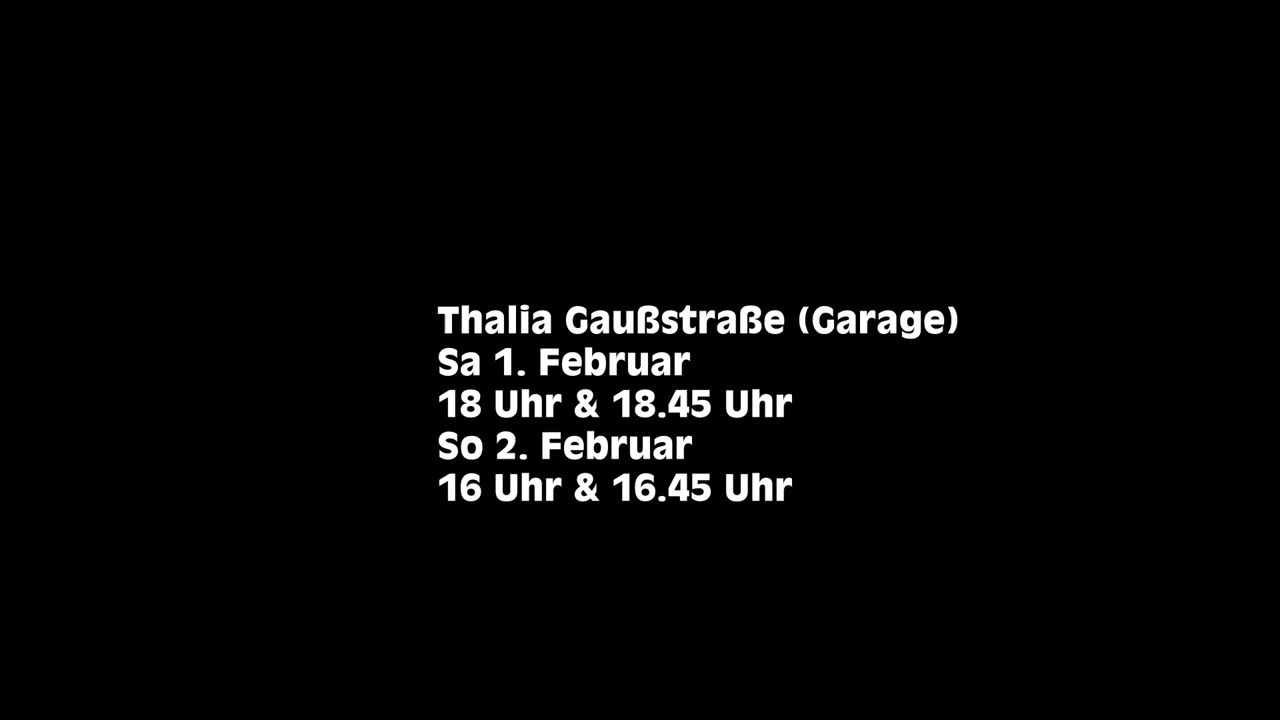 Thalia Gaußstraße (Garage)
Sa 1. Februar
18 Uhr & 18.45 Uhr
So 2. Februar
16 Uhr & 16.45 Uhr